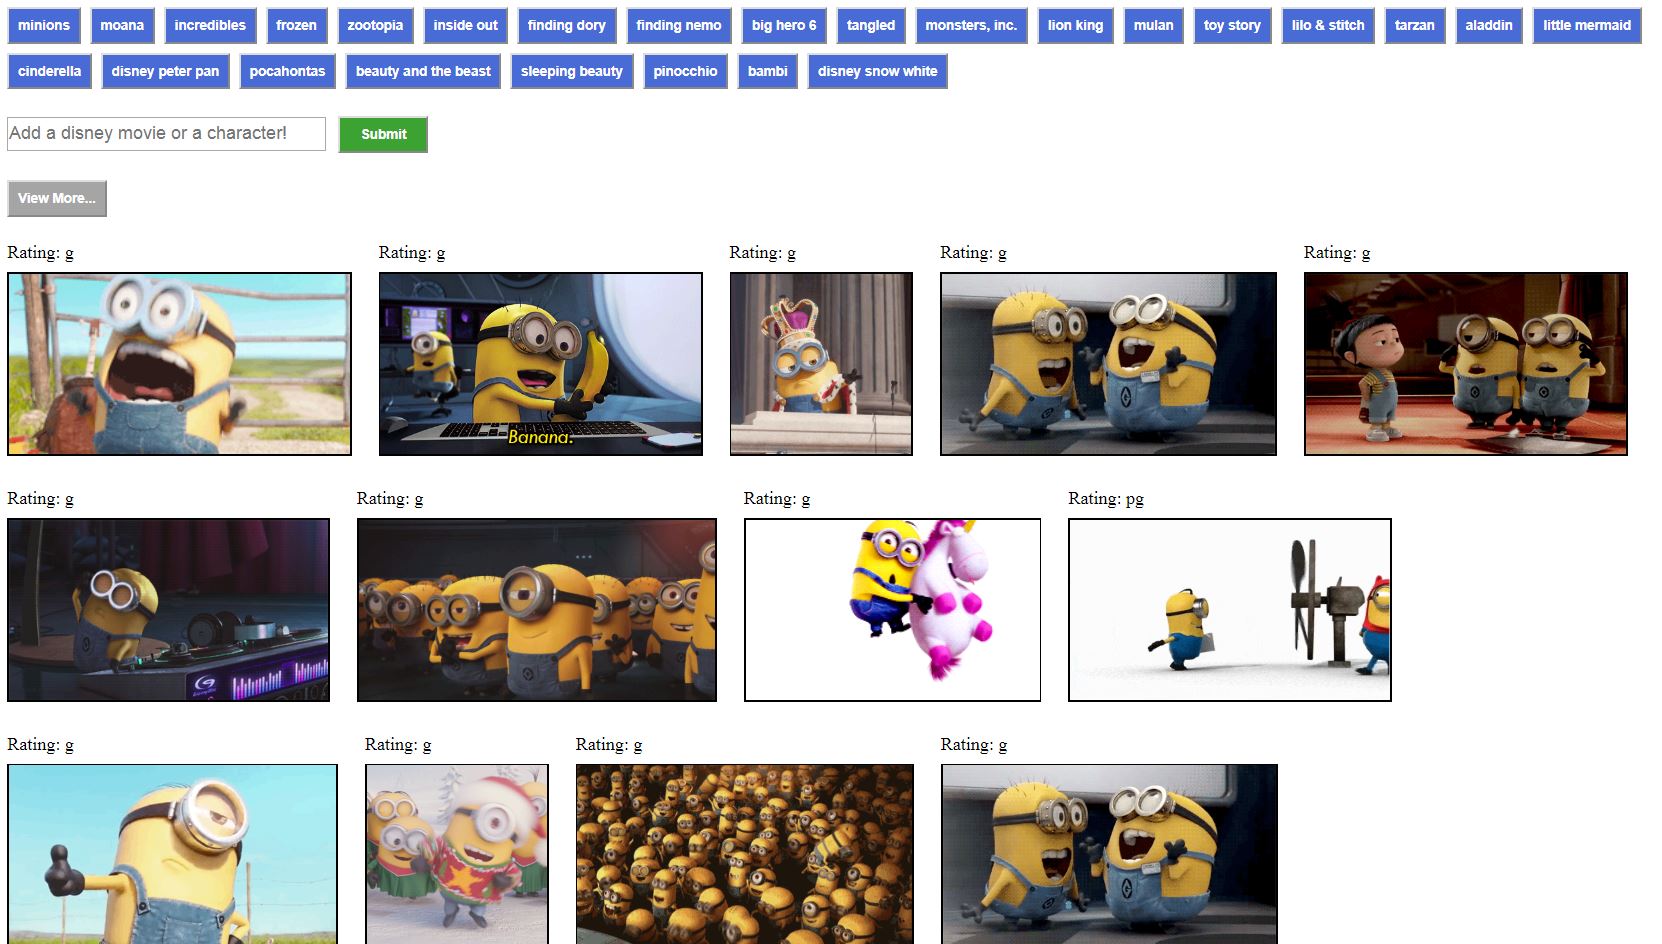 minions moana incredibles frozen zootopia inside out finding dory finding nemo big hero 6 tangled monsters, inc. lion king mulan toy story lilo & stitch tarzan aladdin little mermaid
cinderella disney peter pan pocahontas beauty and the beast sleeping beauty pinocchio bambi disney snow white
Add a disney movie or a character! Submit
View More...
Rating: g Rating: g Rating: g Rating: g Rating: g
Banana.
Rating: g Rating: g Rating: g Rating: pg
Rating: g Rating: g Rating: g Rating: g